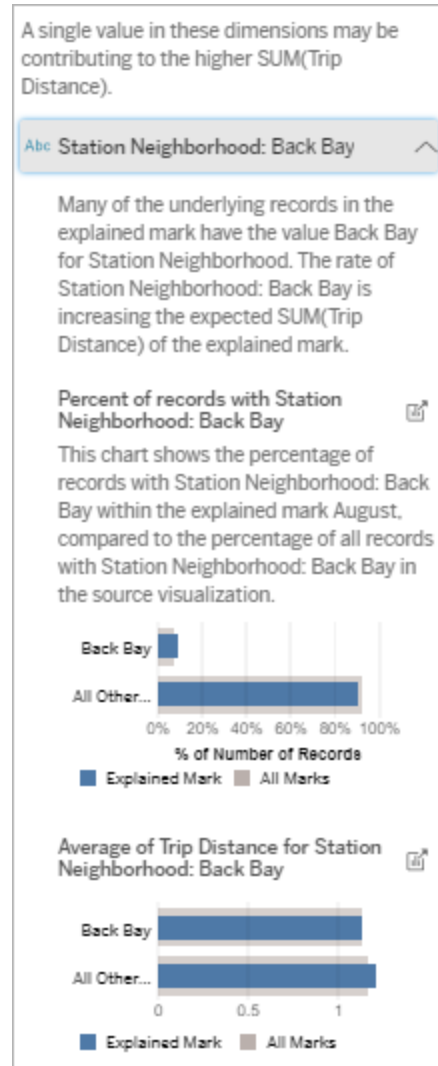 A single value in these dimensions may be
contributing to the higher SUM(Trip
Distance).
Abc Station Neighborhood: Back Bay
Many of the underlying records in the
explained mark have the value Back Bay
for Station Neighborhood. The rate of
Station Neighborhood: Back Bay is
increasing the expected SUM(Trip
Distance) of the explained mark.
Percent of records with Station
Neighborhood: Back Bay
This chart shows the percentage of
records with Station Neighborhood: Back
Bay within the explained mark August,
compared to the percentage of all records
with Station Neighborhood: Back Bay in
the source visualization.
Back Bay
All Other...
0% 20% 40% 60% 80% 100%
% of Number of Records
Explained Mark All Marks
Average of Trip Distance for Station
Neighborhood: Back Bay
Back Bay
All Other...
0 0.5 1
Explained Mark All Marks